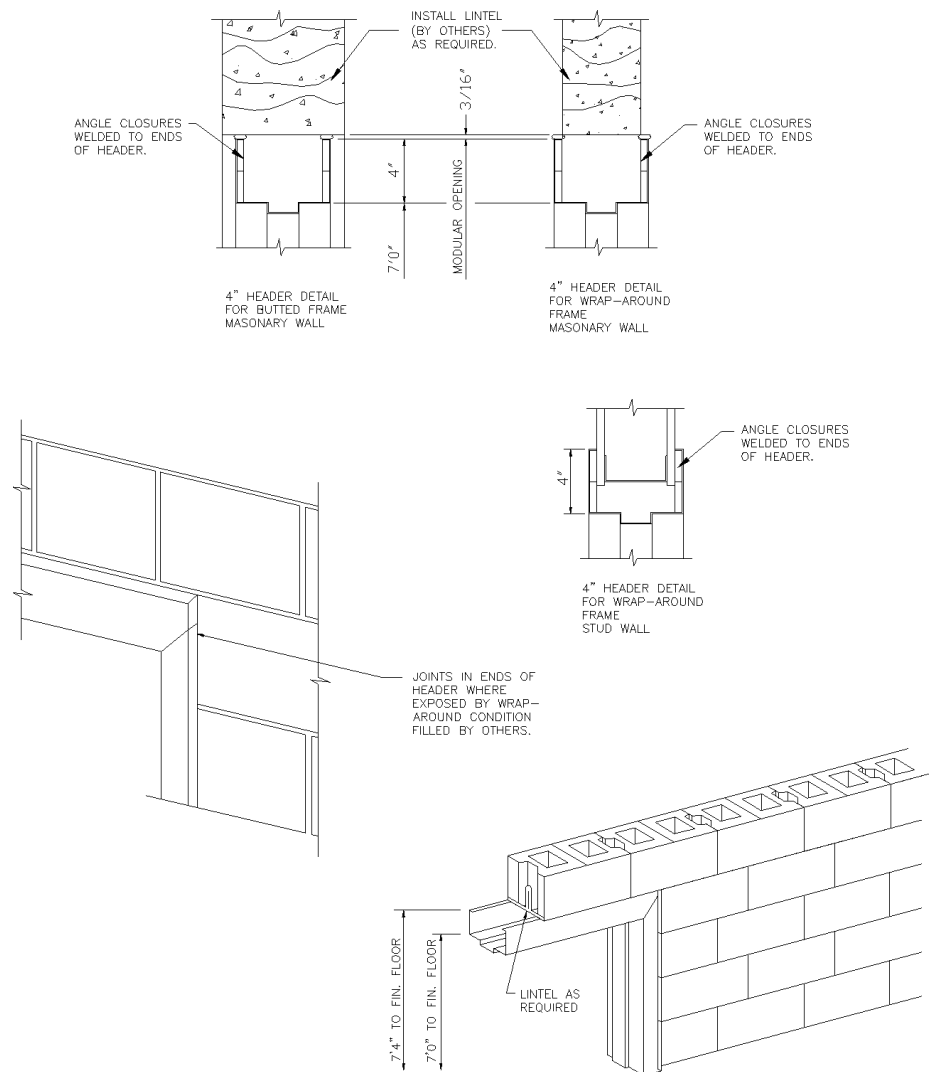 INSTALL LINTEL
(BY OTHERS)
AS REQUIRED.
3/16"
ANGLE CLOSURES
WELDED TO ENDS
OF HEADER.
ANGLE CLOSURES
WELDED TO ENDS
OF HEADER.
4"
MODULAR OPENING
7'0"
4" HEADER DETAIL
FOR BUTTED FRAME
MASONARY WALL
4" HEADER DETAIL
FOR WRAP-AROUND
FRAME
MASONARY WALL
ANGLE CLOSURES
WELDED TO ENDS
OF HEADER.
4"
4" HEADER DETAIL
FOR WRAP-AROUND
FRAME
STUD WALL
JOINTS IN ENDS OF
HEADER WHERE
EXPOSED BY WRAP-
AROUND CONDITION
FILLED BY OTHERS.
7'4" TO FIN. FLOOR
7'0" TO FIN. FLOOR
LINTEL AS
REQUIRED